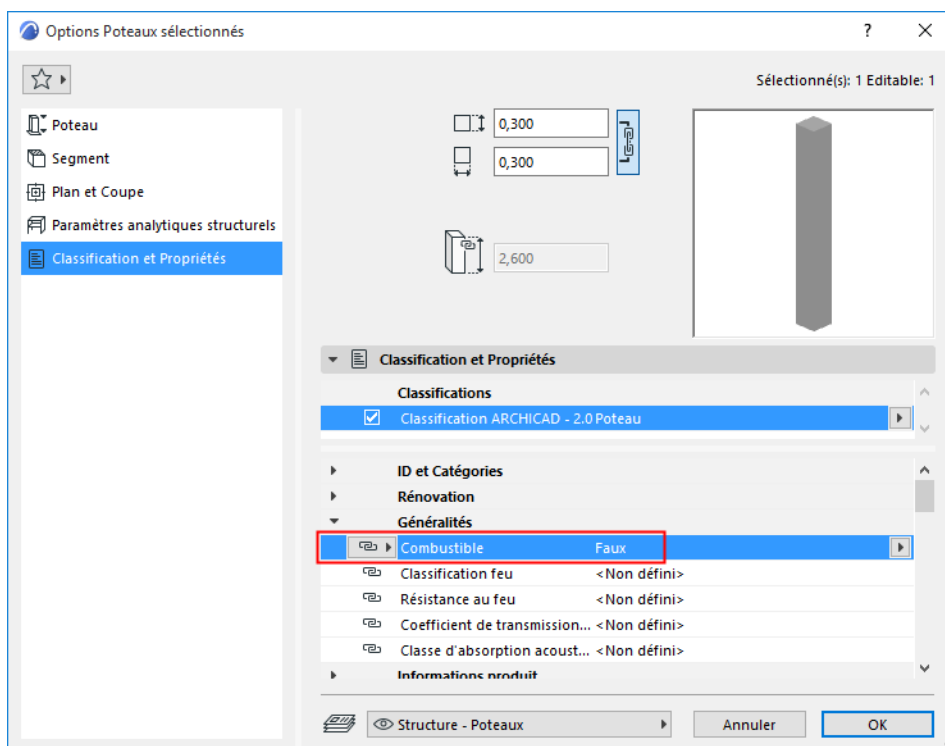 Options Poteaux sélectionnés
?
Sélectionné(s): 1 Editable: 1
Poteau
Segment
Plan et Coupe
Paramètres analytiques structurels
Classification et Propriétés
0,300
0,300
2,600
Classification et Propriétés
Classifications
Classification ARCHICAD - 2.0 Poteau
ID et Catégories
Rénovation
Généralités
Combustible Faux
Classification feu <Non défini>
Résistance au feu <Non défini>
Coefficient de transmission... <Non défini>
Classe d'absorption acoust... <Non défini>
Informations produit
Structure - Poteaux
Annuler
OK